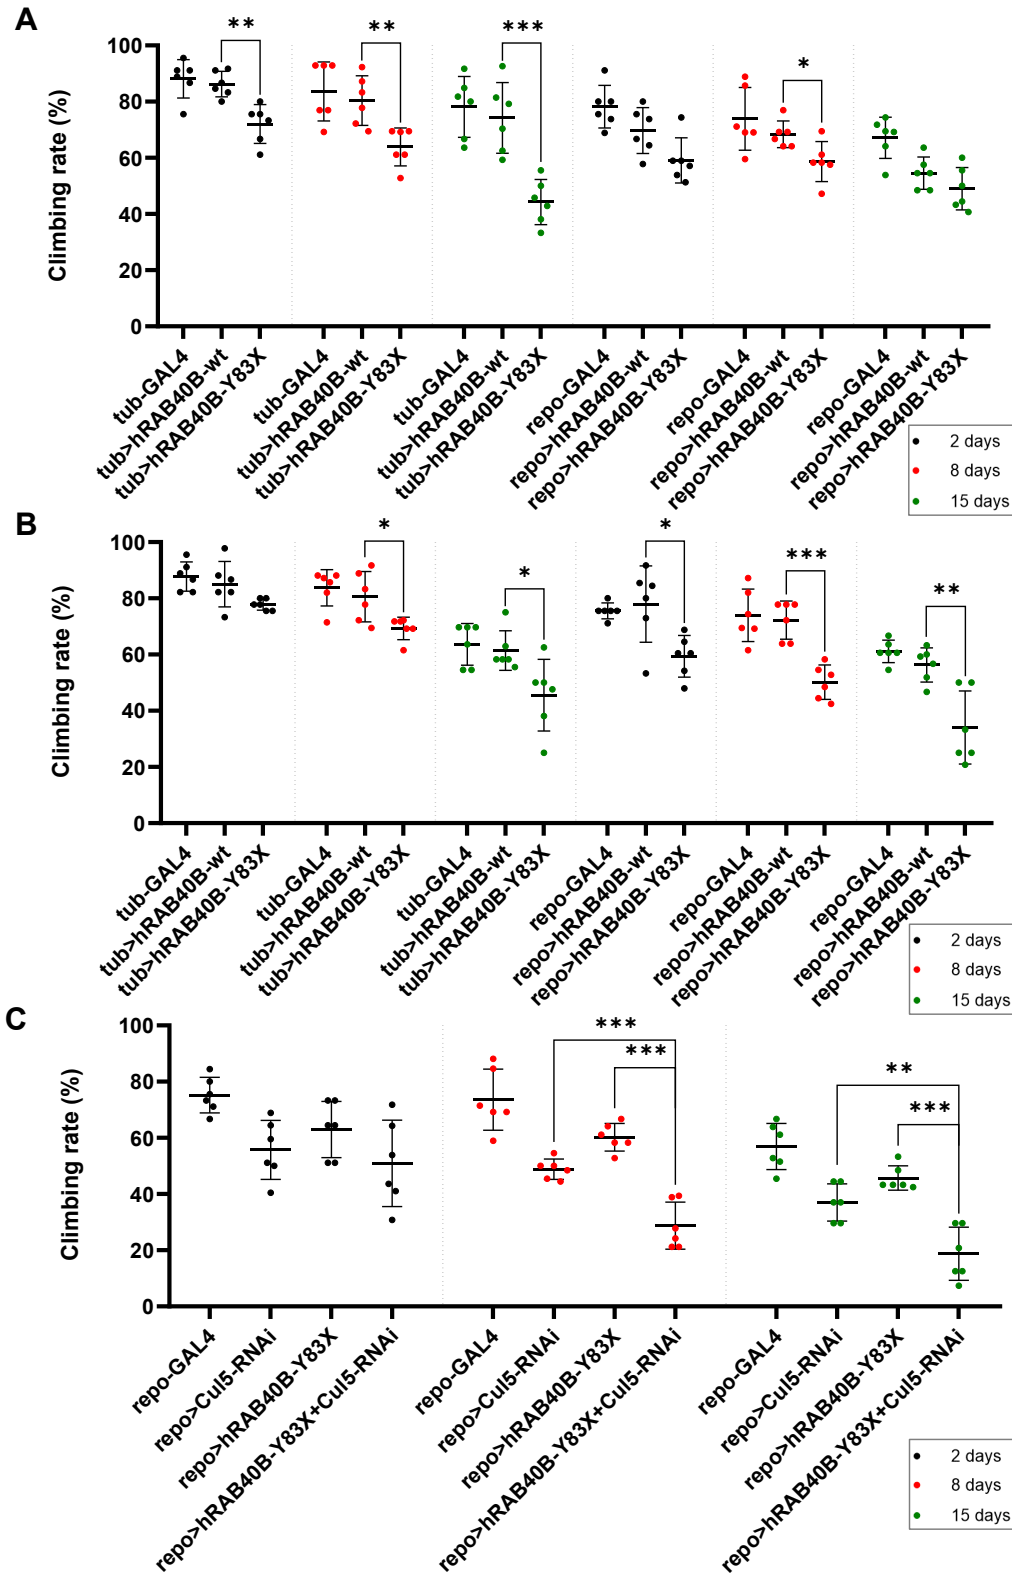 A
** ** *** *
Climbing rate (%)
100
80
60
40
20
0
tub-GAL4
tub>hRAB40B-wt
tub>hRAB40B-Y83X
tub-GAL4
tub>hRAB40B-wt
tub>hRAB40B-Y83X
tub-GAL4
tub>hRAB40B-wt
tub>hRAB40B-Y83X
repo-GAL4
repo>hRAB40B-wt
repo>hRAB40B-Y83X
repo-GAL4
repo>hRAB40B-wt
repo>hRAB40B-Y83X
repo-GAL4
repo>hRAB40B-wt
repo>hRAB40B-Y83X
2 days
8 days
15 days
B
* * * *** **
Climbing rate (%)
100
80
60
40
20
0
tub-GAL4
tub>hRAB40B-wt
tub>hRAB40B-Y83X
tub-GAL4
tub>hRAB40B-wt
tub>hRAB40B-Y83X
tub-GAL4
tub>hRAB40B-wt
tub>hRAB40B-Y83X
repo-GAL4
repo>hRAB40B-wt
repo>hRAB40B-Y83X
repo-GAL4
repo>hRAB40B-wt
repo>hRAB40B-Y83X
repo-GAL4
repo>hRAB40B-wt
repo>hRAB40B-Y83X
2 days
8 days
15 days
C
***
***
**
***
Climbing rate (%)
100
80
60
40
20
0
repo-GAL4
repo>Cul5-RNAi
repo>hRAB40B-Y83X
repo>hRAB40B-Y83X+Cul5-RNAi
repo-GAL4
repo>Cul5-RNAi
repo>hRAB40B-Y83X
repo>hRAB40B-Y83X+Cul5-RNAi
repo-GAL4
repo>Cul5-RNAi
repo>hRAB40B-Y83X
repo>hRAB40B-Y83X+Cul5-RNAi
2 days
8 days
15 days